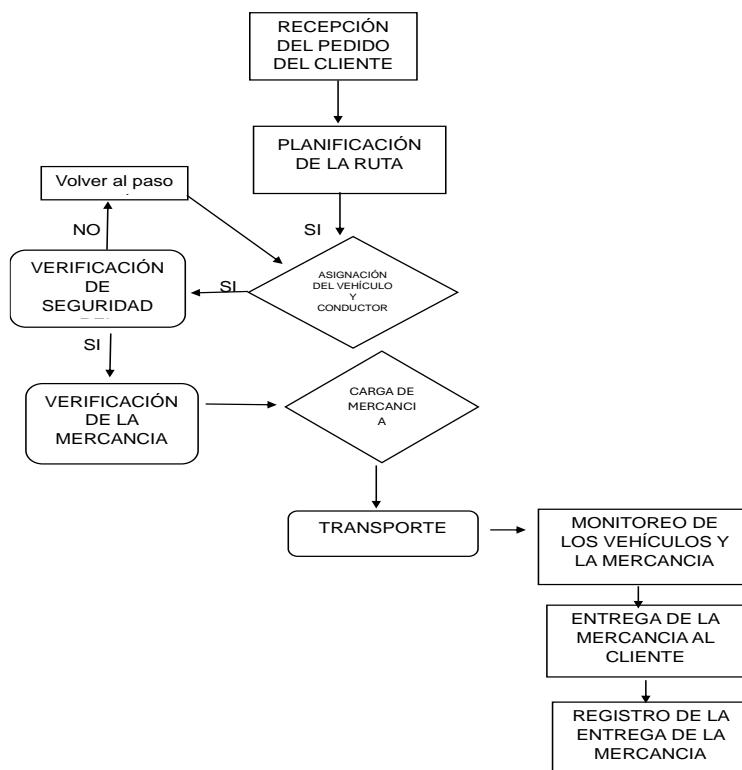 RECEPCIÓN
DEL PEDIDO
DEL CLIENTE
PLANIFICACIÓN
DE LA RUTA
Volver al paso
SI
NO
ASIGNACIÓN
DEL VEHÍCULO
Y
CONDUCTOR
SI
VERIFICACIÓN
DE
SEGURIDAD
SI
VERIFICACIÓN
DE LA
MERCANCIA
CARGA DE
MERCANCI
A
TRANSPORTE
MONITOREO DE
LOS VEHÍCULOS Y
LA MERCANCIA
ENTREGA DE LA
MERCANCIA AL
CLIENTE
REGISTRO DE LA
ENTREGA DE LA
MERCANCIA